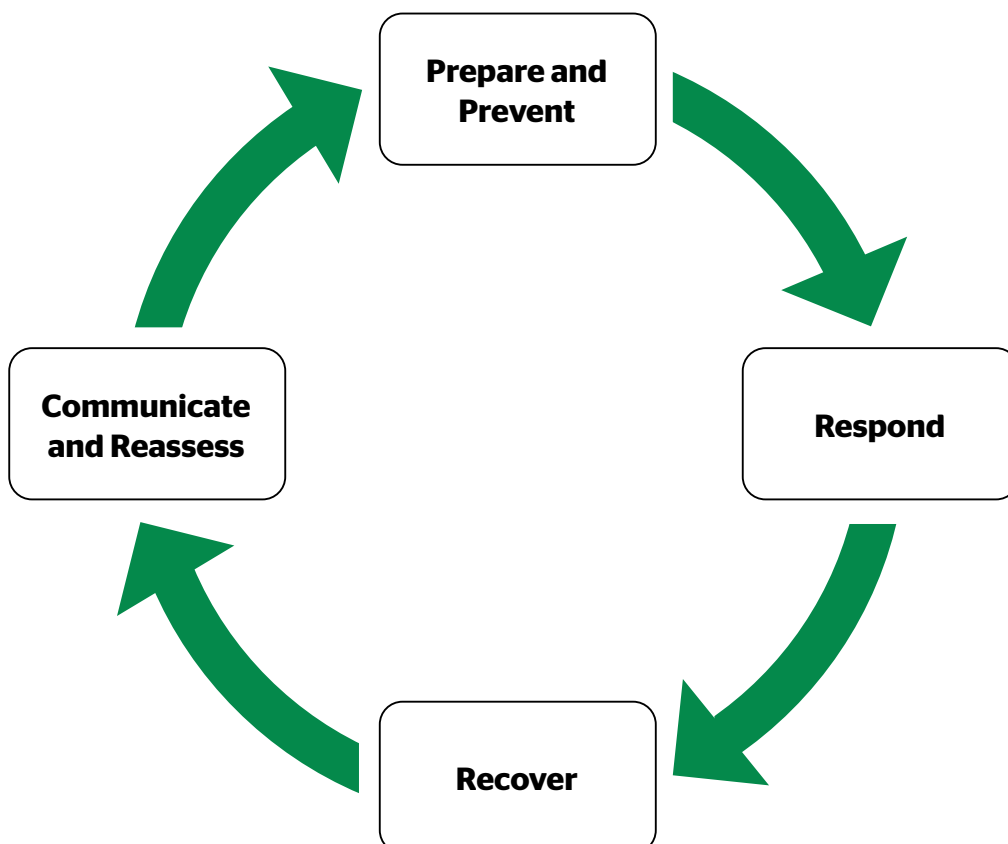 Prepare and
Prevent
Respond
Recover
Communicate
and Reassess